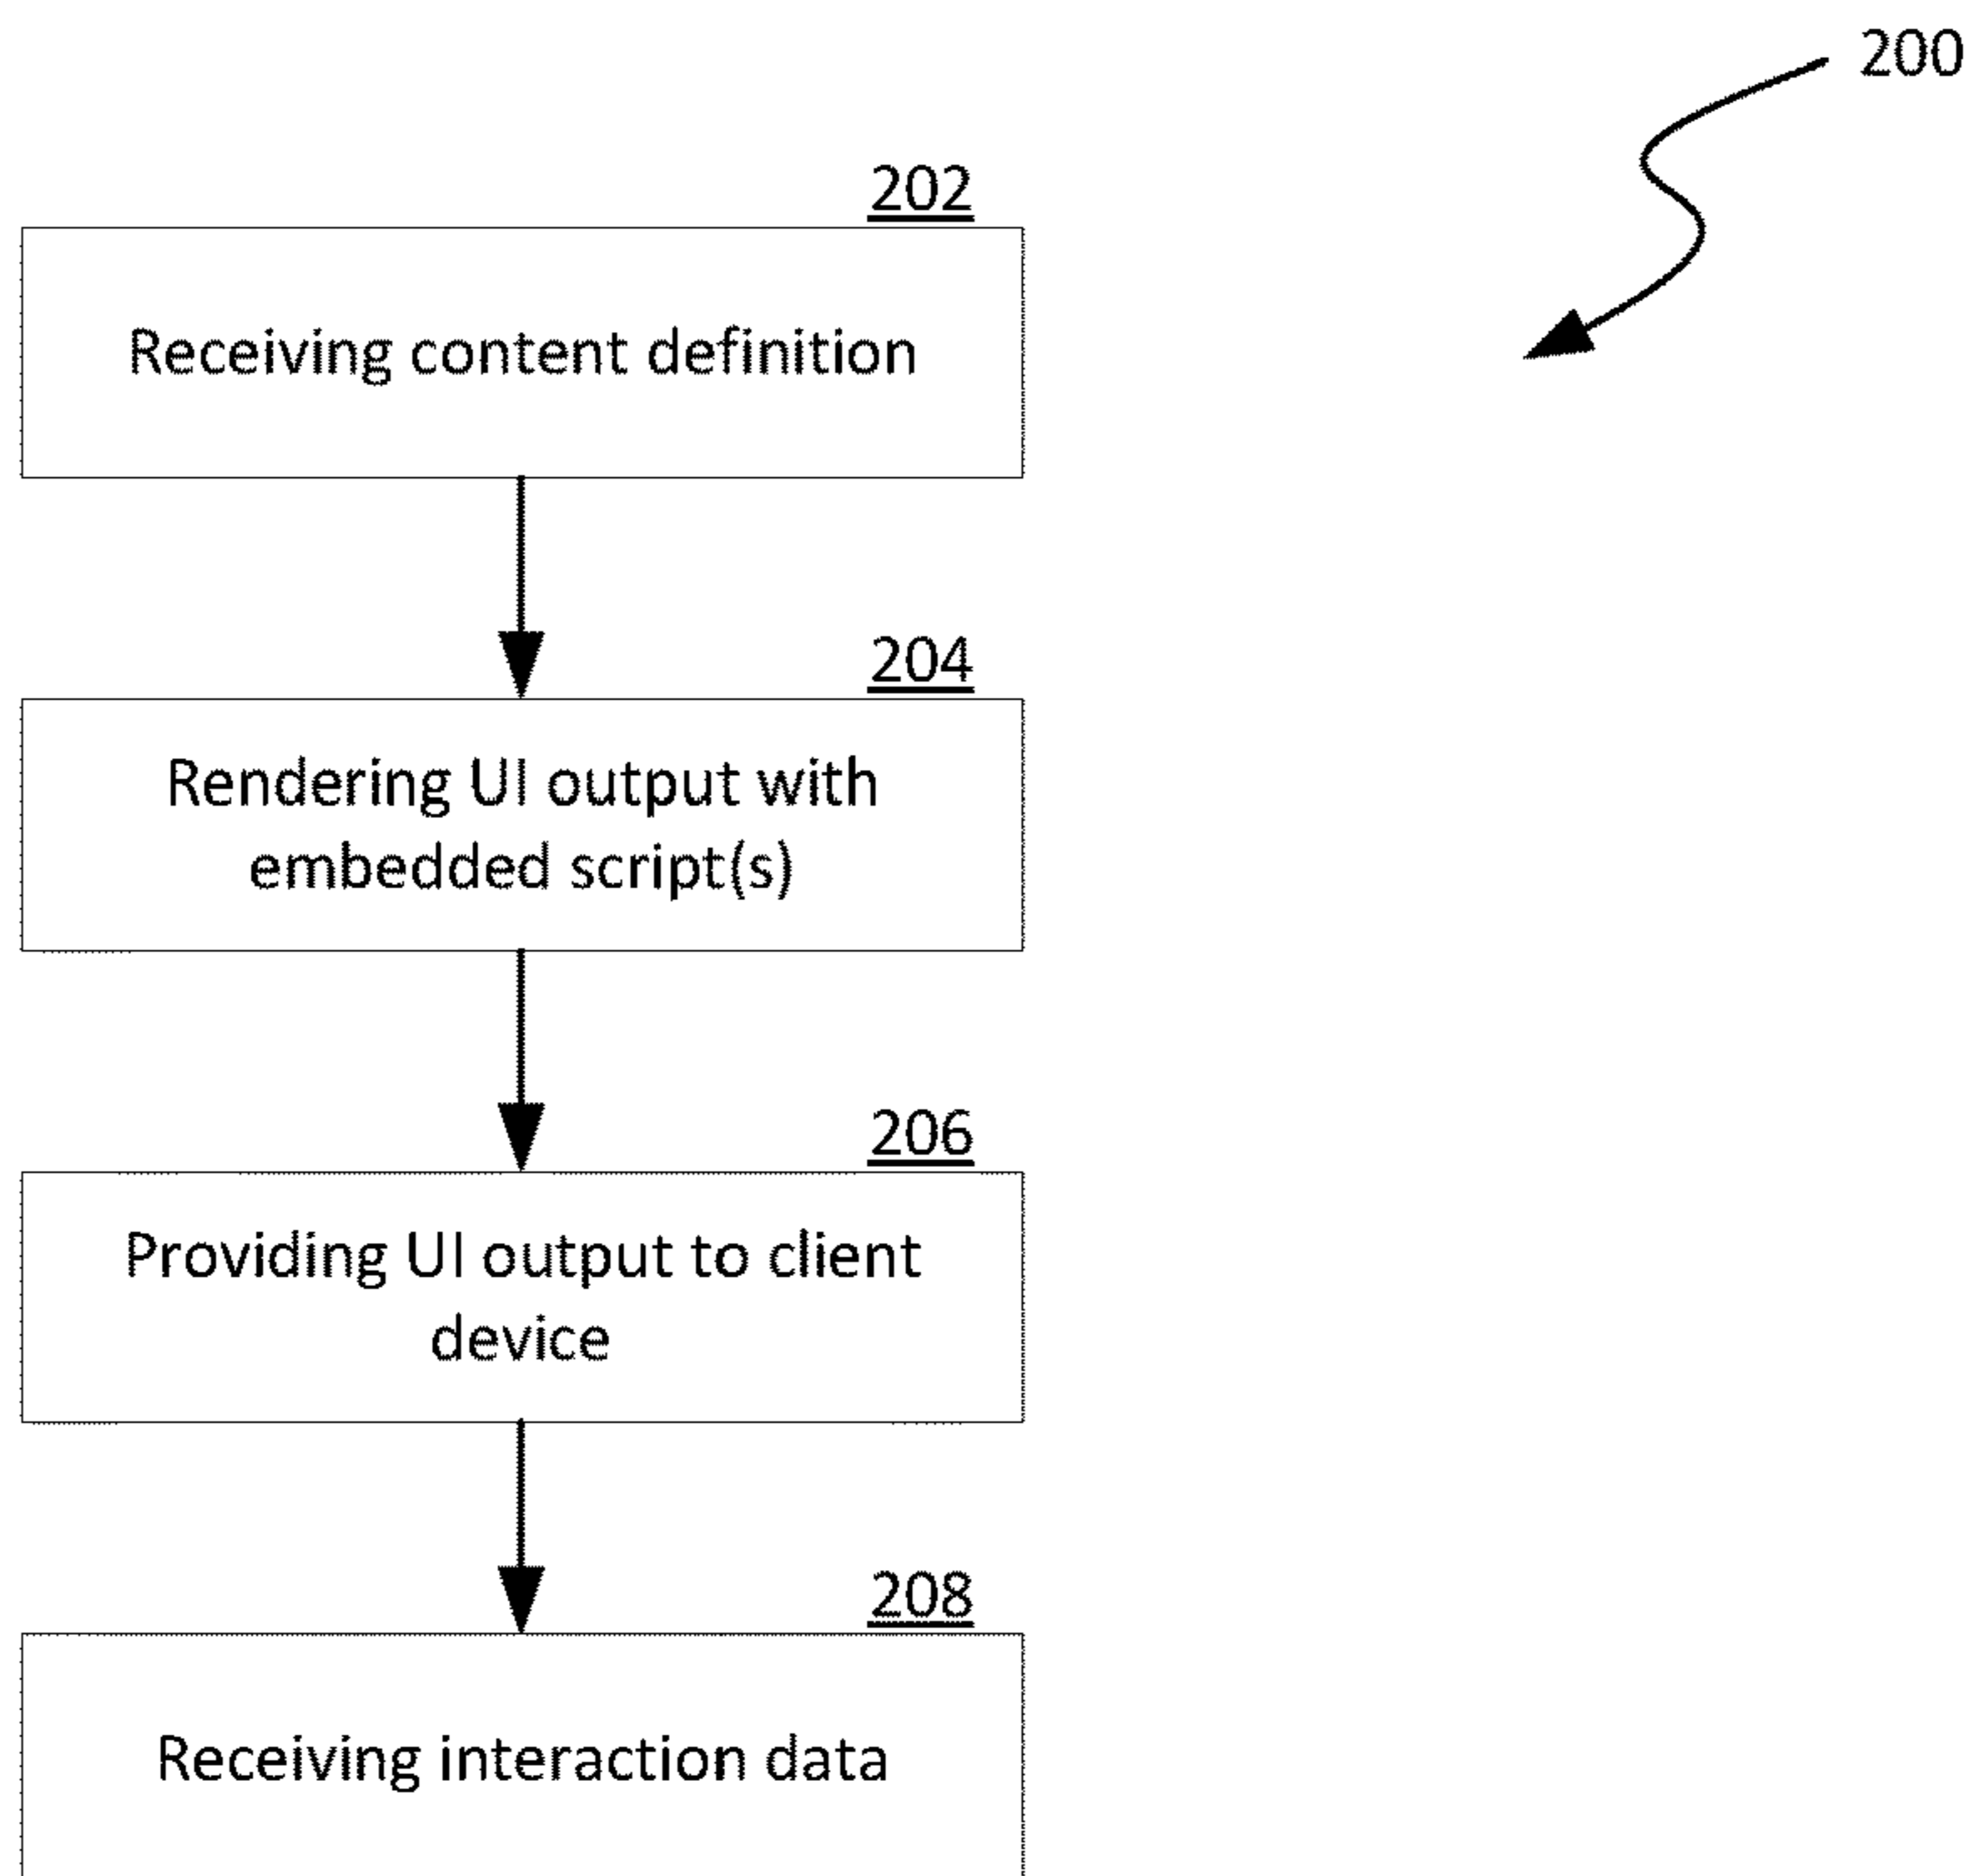 200
202
Receiving content definition
204
Rendering UI output with
embedded script(s)
206
Providing UI output to client
device
208
Receiving interaction data